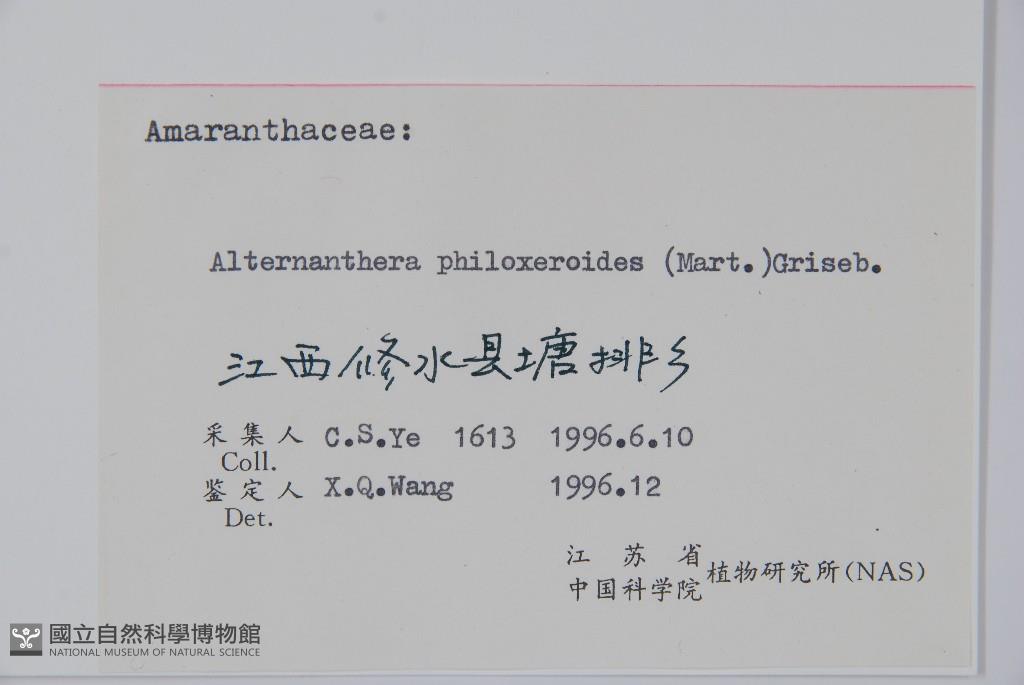 Amaranthaceae:
Alternanthera philoxeroides (Mart.)Griseb.
江西修水县塘排乡
采集人 C.S.Ye 1613 1996.6.10
Coll.
鉴定人 X.Q.Wang 1996.12
Det.
江苏省
中国科学院 植物研究所(NAS)
國立自然科學博物館
NATIONAL MUSEUM OF NATURAL SCIENCE